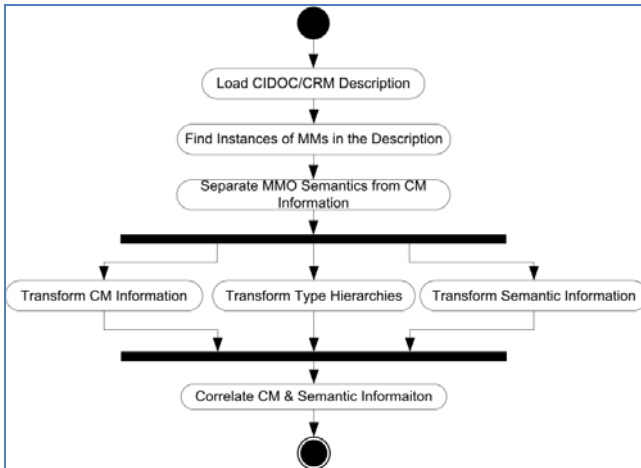 Load CIDOC/CRM Description
Find Instances of MMs in the Description
Separate MMO Semantics from CM
Information
Transform CM Information
Transform Type Hierarchies
Transform Semantic Information
Correlate CM & Semantic Informaiton